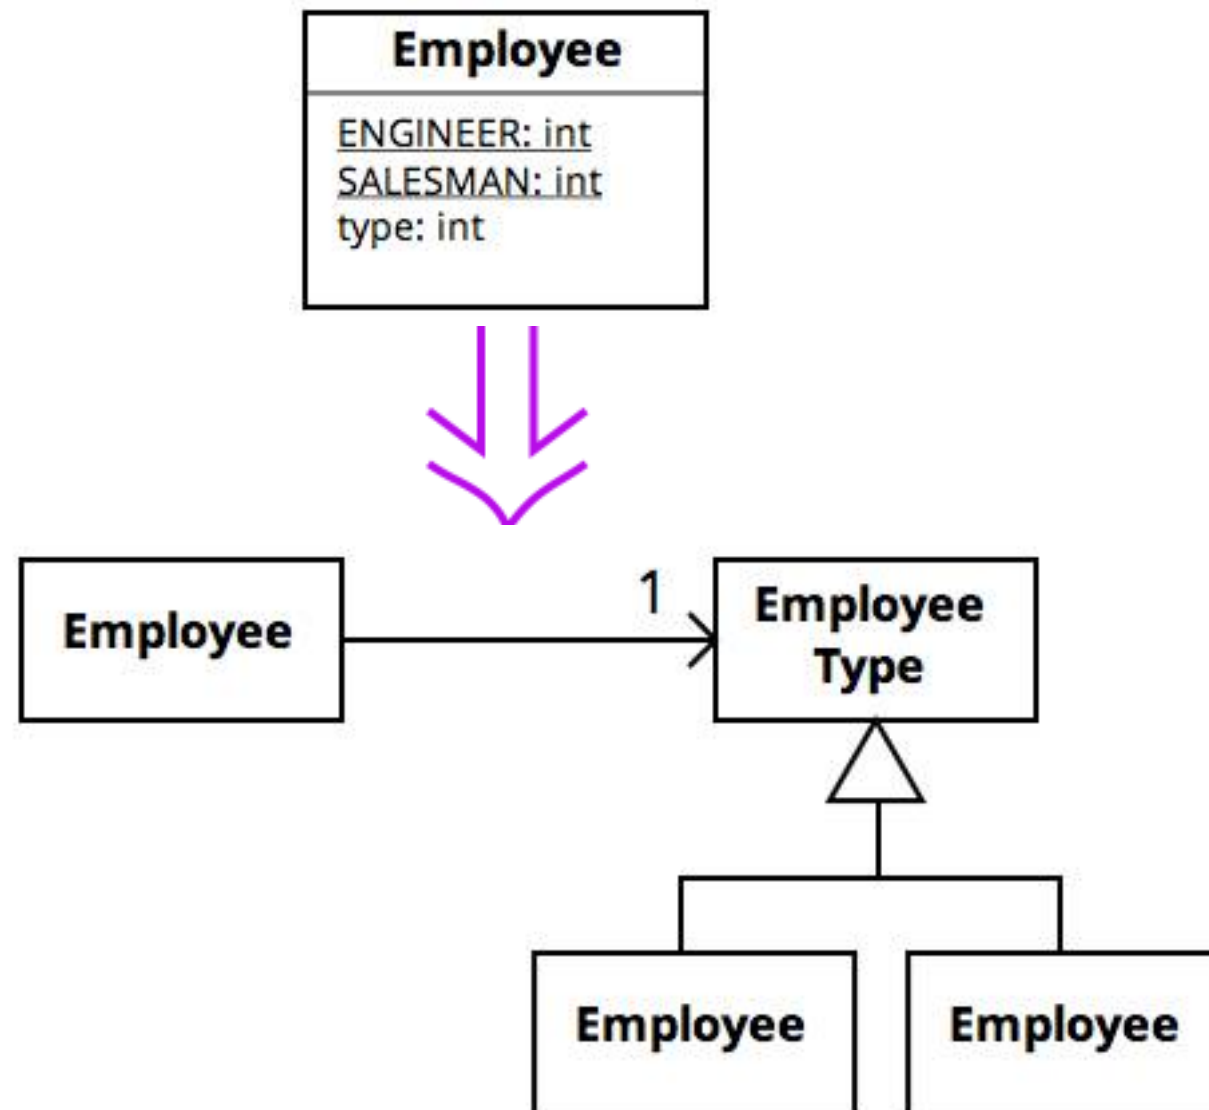 Employee
ENGINEER: int
SALESMAN: int
type: int
1
Employee
Employee
Type
Employee
Employee